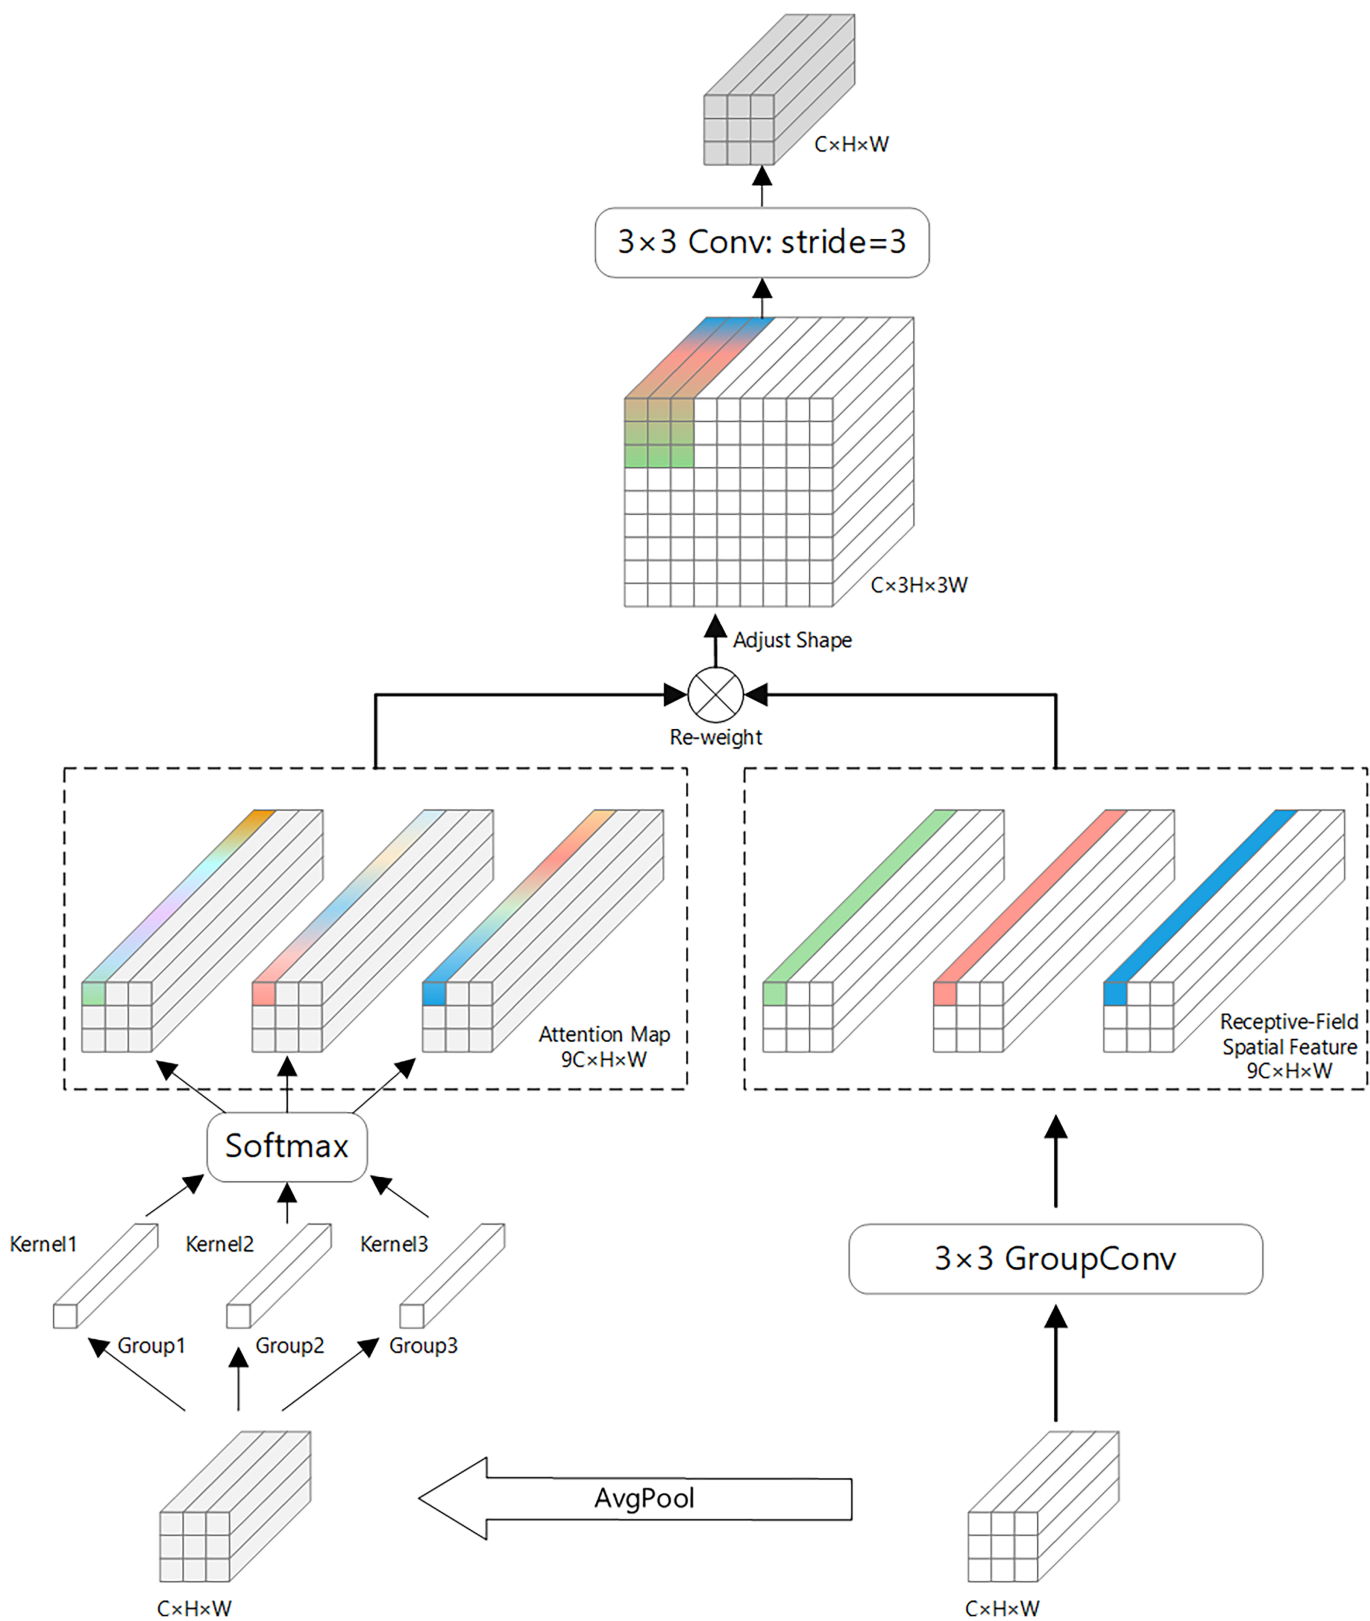 C×H×W
3×3 Conv: stride=3
C×3H×3W
Adjust Shape
Re-weight
Attention Map
9C×H×W
Receptive-Field
Spatial Feature
9C×H×W
Softmax
Kernel1
Kernel2
Kernel3
3×3 GroupConv
Group1
Group2
Group3
AvgPool
C×H×W
C×H×W